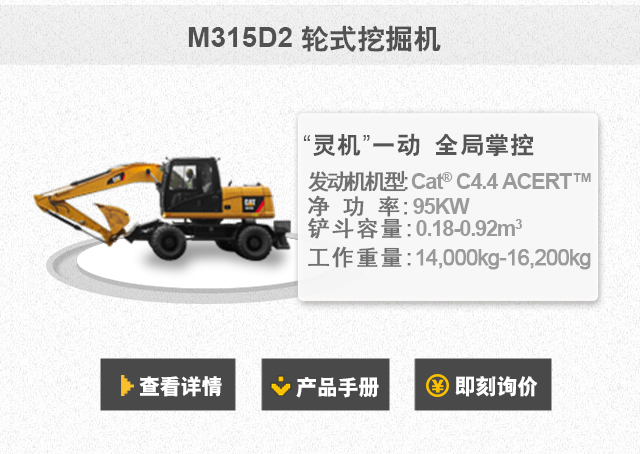 M315D2 轮式挖掘机
“灵机”一动 全局掌控
发动机机型: Cat® C4.4 ACERT™
净 功 率: 95KW
铲斗容量: 0.18-0.92m³
工作重量: 14,000kg-16,200kg
CAT
查看详情
产品手册
即刻询价